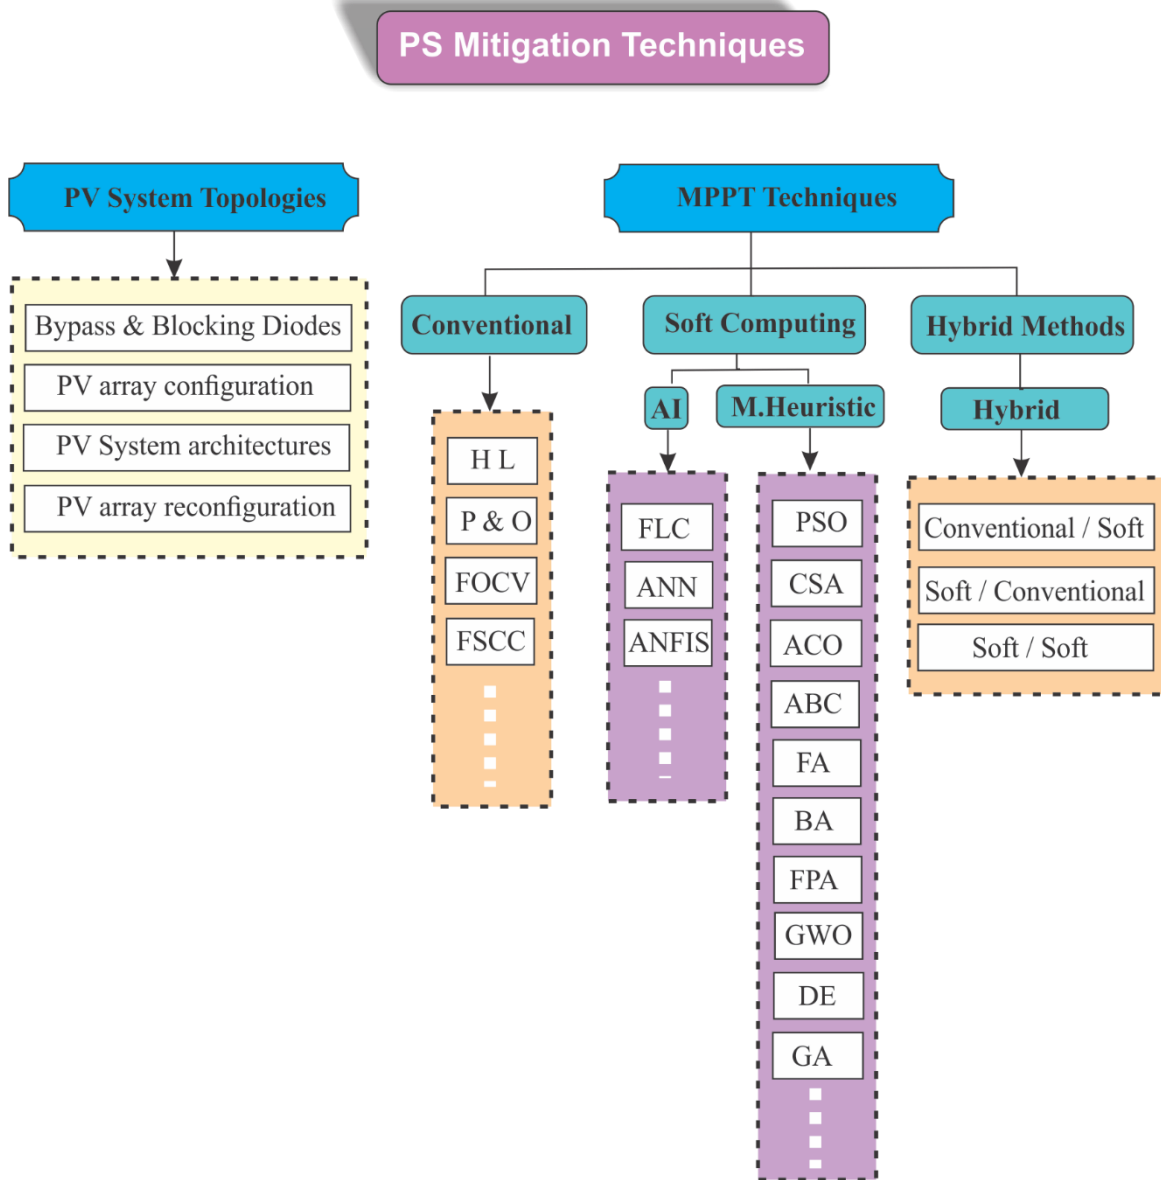 PS Mitigation Techniques
PV System Topologies
Bypass & Blocking Diodes
PV array configuration
PV System architectures
PV array reconfiguration
MPPT Techniques
Conventional
H L
P & O
FOCV
FSCC
Soft Computing
AI
FLC
ANN
ANFIS
M.Heuristic
PSO
CSA
ACO
ABC
FA
BA
FPA
GWO
DE
GA
Hybrid Methods
Hybrid
Conventional / Soft
Soft / Conventional
Soft / Soft